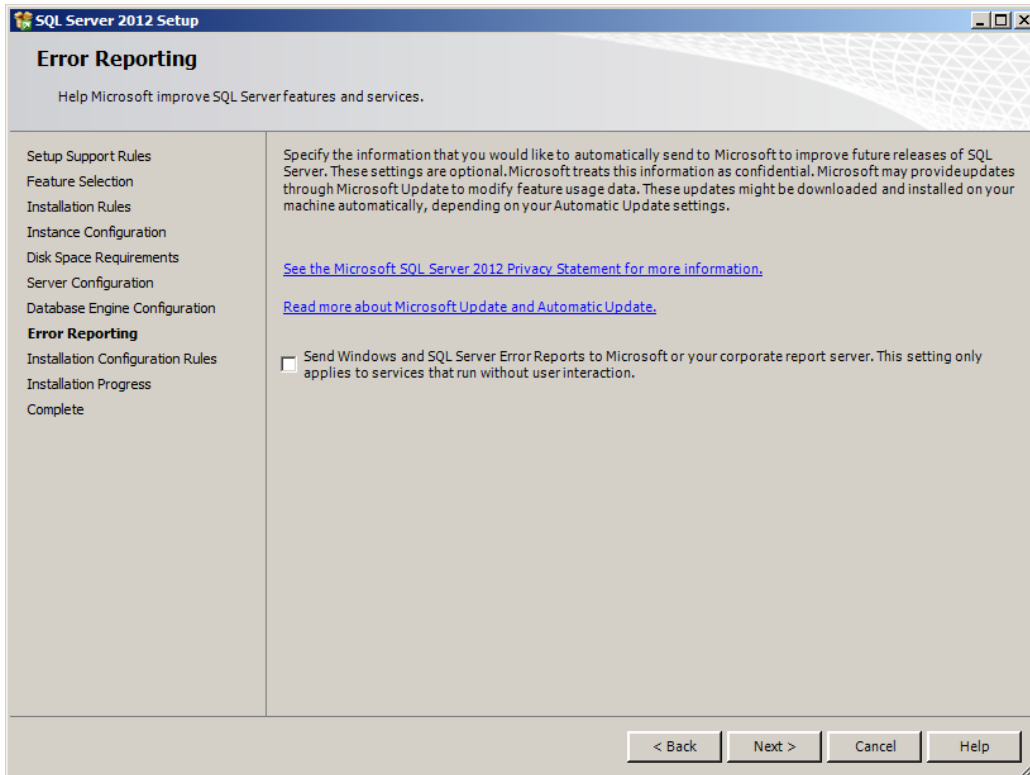 SQL Server 2012 Setup
Error Reporting
Help Microsoft improve SQL Server features and services.
Setup Support Rules
Feature Selection
Installation Rules
Instance Configuration
Disk Space Requirements
Server Configuration
Database Engine Configuration
Error Reporting
Installation Configuration Rules
Installation Progress
Complete
Specify the information that you would like to automatically send to Microsoft to improve future releases of SQL
Server. These settings are optional. Microsoft treats this information as confidential. Microsoft may provide updates
through Microsoft Update to modify feature usage data. These updates might be downloaded and installed on your
machine automatically, depending on your Automatic Update settings.
See the Microsoft SQL Server 2012 Privacy Statement for more information.
Read more about Microsoft Update and Automatic Update.
Send Windows and SQL Server Error Reports to Microsoft or your corporate report server. This setting only
applies to services that run without user interaction.
< Back
Next >
Cancel
Help